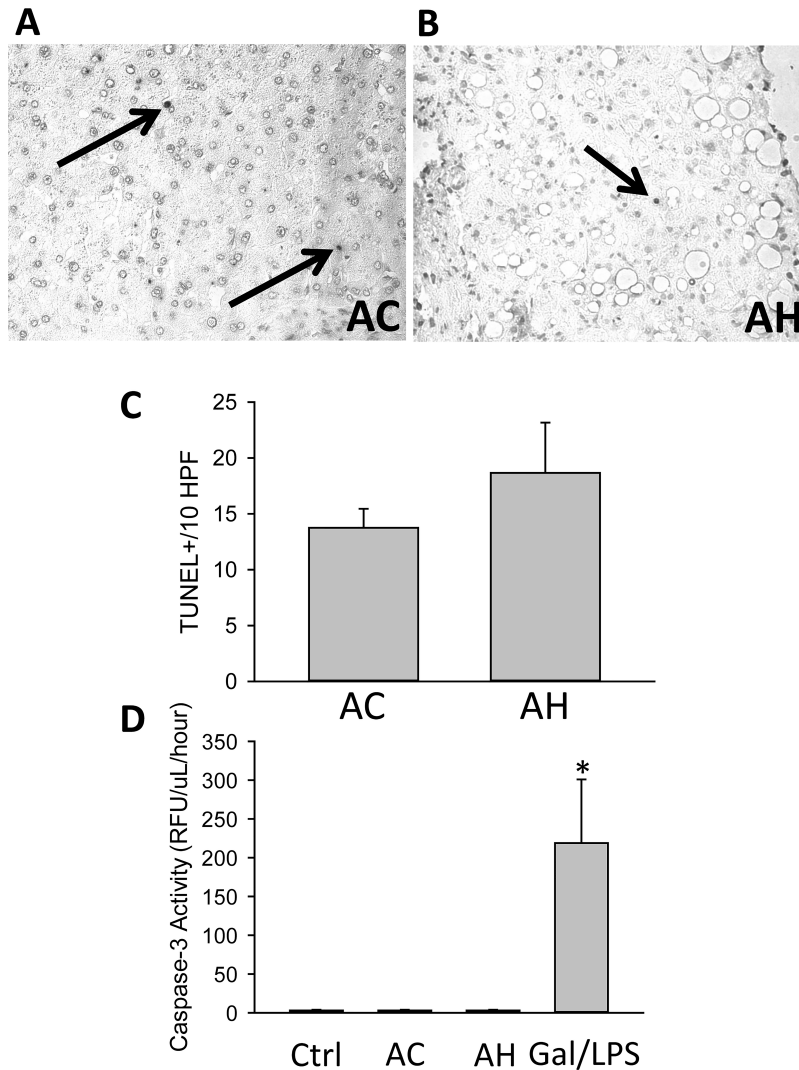 A
B
AC
AH
C
TUNEL+/10 HPF
25
20
15
10
5
0
AC
AH
D
Caspase-3 Activity (RFU/uL/hour)
350
300
250
200
150
100
50
0
*
Ctrl
AC
AH
Gal/LPS